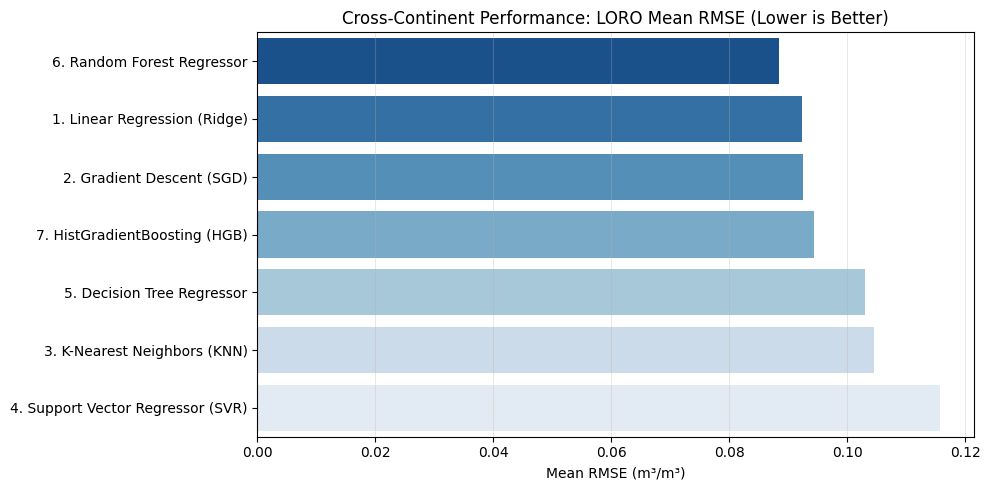 Cross-Continent Performance: LORO Mean RMSE (Lower is Better)
6. Random Forest Regressor
1. Linear Regression (Ridge)
2. Gradient Descent (SGD)
7. HistGradientBoosting (HGB)
5. Decision Tree Regressor
3. K-Nearest Neighbors (KNN)
4. Support Vector Regressor (SVR)
0.00 0.02 0.04 0.06 0.08 0.10 0.12
Mean RMSE (m³/m³)